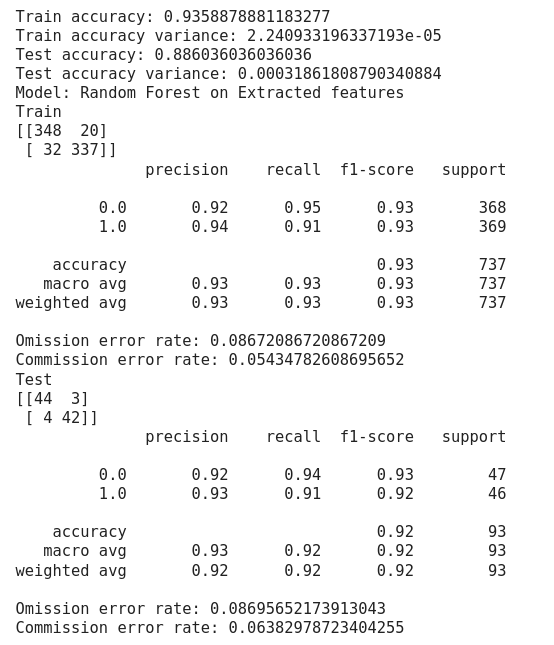 Train accuracy: 0.9358878881183277
Train accuracy variance: 2.240933196337193e-05
Test accuracy: 0.886036036036036
Test accuracy variance: 0.00031861808790340884
Model: Random Forest on Extracted features
Train
[[348  20]
 [ 32 337]]
              precision    recall  f1-score   support
         0.0       0.92      0.95      0.93       368
         1.0       0.94      0.91      0.93       369
    accuracy                           0.93       737
   macro avg       0.93      0.93      0.93       737
weighted avg       0.93      0.93      0.93       737
Omission error rate: 0.08672086720867209
Commission error rate: 0.05434782608695652
Test
[[44  3]
 [ 4 42]]
              precision    recall  f1-score   support
         0.0       0.92      0.94      0.93        47
         1.0       0.93      0.91      0.92        46
    accuracy                           0.92        93
   macro avg       0.93      0.92      0.92        93
weighted avg       0.92      0.92      0.92        93
Omission error rate: 0.08695652173913043
Commission error rate: 0.06382978723404255